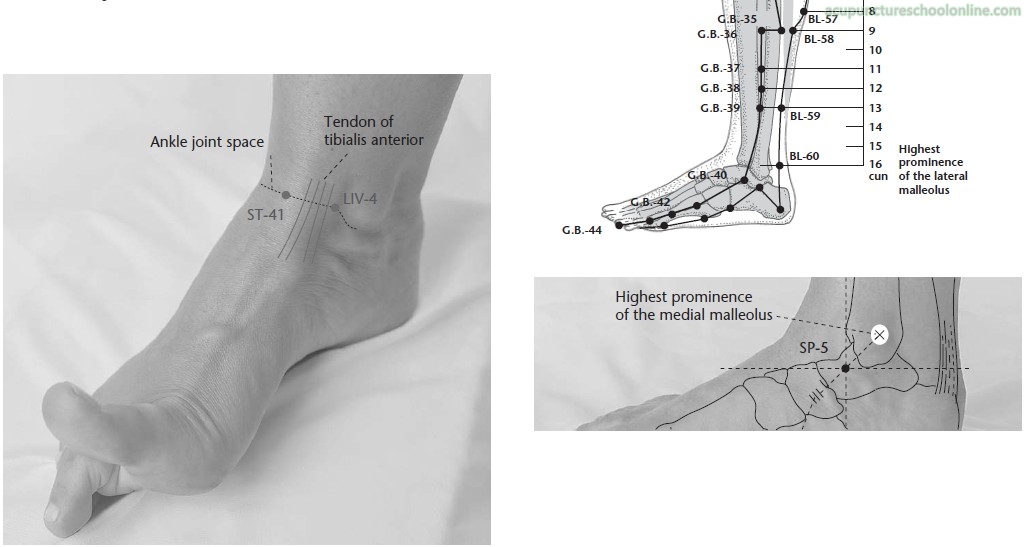 Ankle joint space
Tendon of
tibialis anterior
ST-41
LIV-4
acupunctureschoolonline.com
G.B.-35
G.B.-36
G.B.-37
G.B.-38
G.B.-39
G.B.-40
G.B.-42
G.B.-44
BL-57
BL-58
BL-59
BL-60
8
9
10
11
12
13
14
15
16
cun
Highest
prominence
of the lateral
malleolus
Highest prominence
of the medial malleolus
SP-5